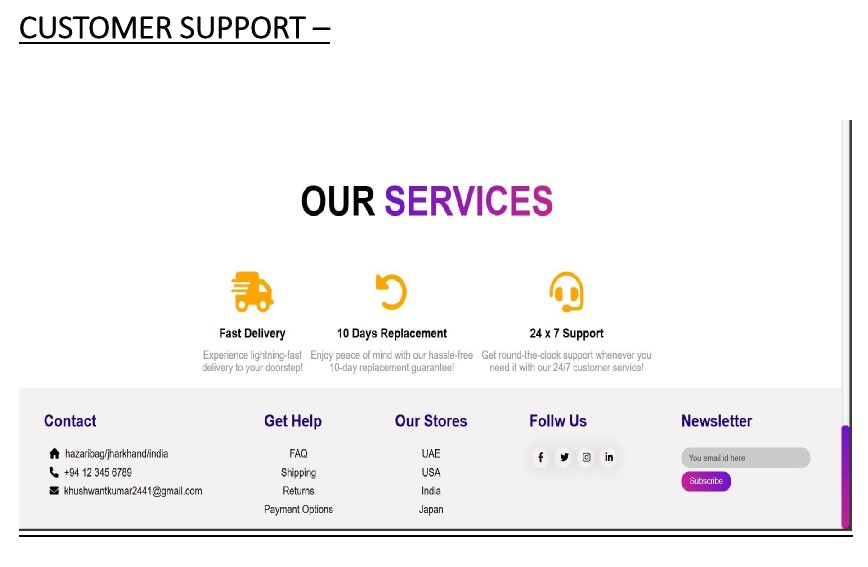 CUSTOMER SUPPORT –
OUR SERVICES
Fast Delivery
Experience lightning-fast
delivery to your doorstep!
10 Days Replacement
Enjoy peace of mind with our hassle-free
10-day replacement guarantee!
24 x 7 Support
Get round-the-clock support whenever you
need it with our 24/7 customer service!
Contact
hazaribag/jharkhand/india
+94 12 345 6789
khushwantkumar2441@gmail.com
Get Help
FAQ
Shipping
Returns
Payment Options
Our Stores
UAE
USA
India
Japan
Follw Us
Newsletter
You email id here
Subscribe